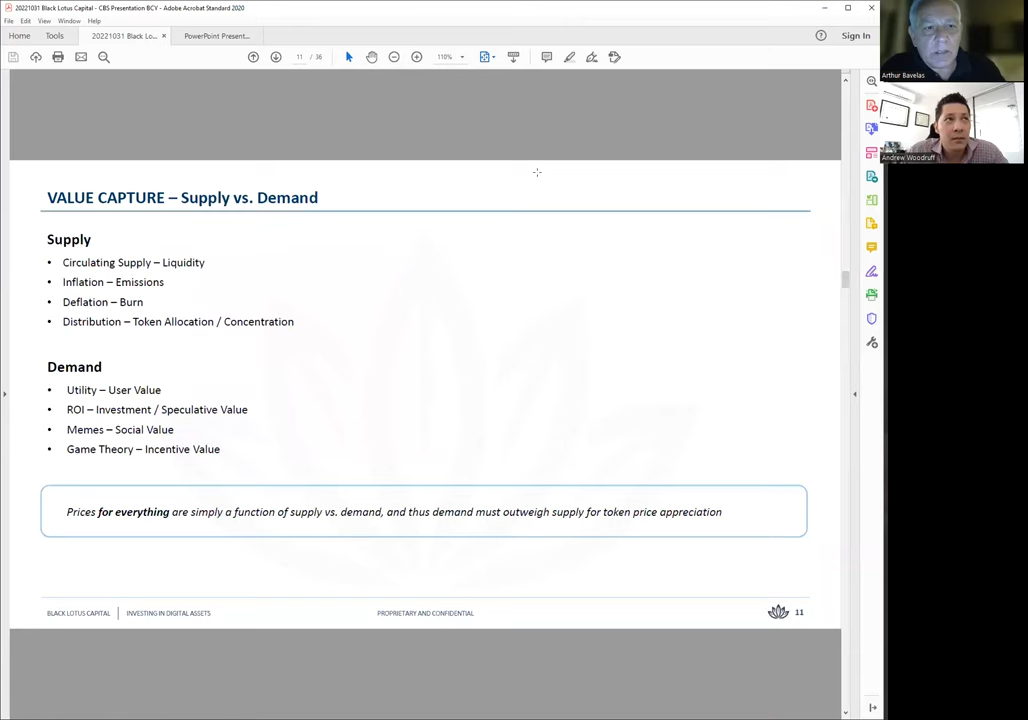 20221031 Black Lotus Capital - CBS Presentation BCV - Adobe Acrobat Standard 2020
File Edit View Window Help
Home Tools 20221031 Black Lo... × PowerPoint Present... Sign In
11 / 36 110%
Arthur Bavelas
Andrew Woodruff
VALUE CAPTURE – Supply vs. Demand
Supply
• Circulating Supply – Liquidity
• Inflation – Emissions
• Deflation – Burn
• Distribution – Token Allocation / Concentration
Demand
• Utility – User Value
• ROI – Investment / Speculative Value
• Memes – Social Value
• Game Theory – Incentive Value
Prices for everything are simply a function of supply vs. demand, and thus demand must outweigh supply for token price appreciation
BLACK LOTUS CAPITAL | INVESTING IN DIGITAL ASSETS PROPRIETARY AND CONFIDENTIAL 11